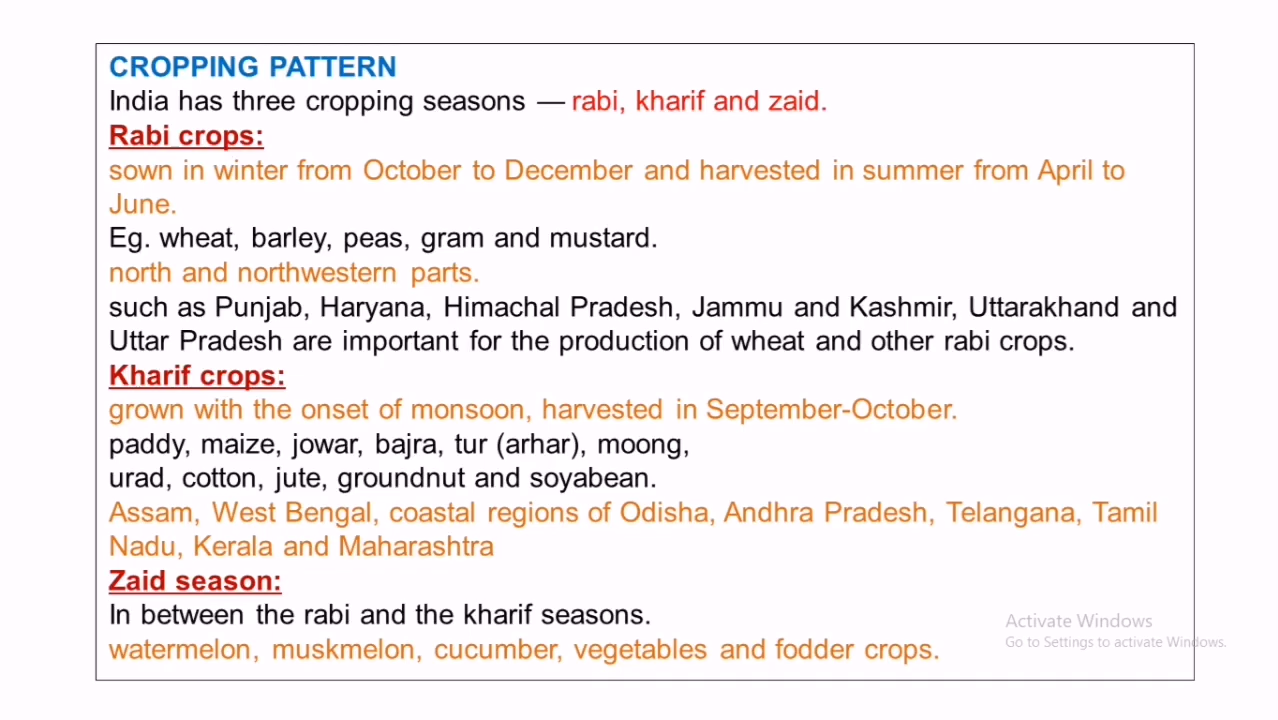 CROPPING PATTERN
India has three cropping seasons — rabi, kharif and zaid.
Rabi crops:
sown in winter from October to December and harvested in summer from April to
June.
Eg. wheat, barley, peas, gram and mustard.
north and northwestern parts.
such as Punjab, Haryana, Himachal Pradesh, Jammu and Kashmir, Uttarakhand and
Uttar Pradesh are important for the production of wheat and other rabi crops.
Kharif crops:
grown with the onset of monsoon, harvested in September-October.
paddy, maize, jowar, bajra, tur (arhar), moong,
urad, cotton, jute, groundnut and soyabean.
Assam, West Bengal, coastal regions of Odisha, Andhra Pradesh, Telangana, Tamil
Nadu, Kerala and Maharashtra
Zaid season:
In between the rabi and the kharif seasons.
watermelon, muskmelon, cucumber, vegetables and fodder crops.
Activate Windows
Go to Settings to activate Windows.